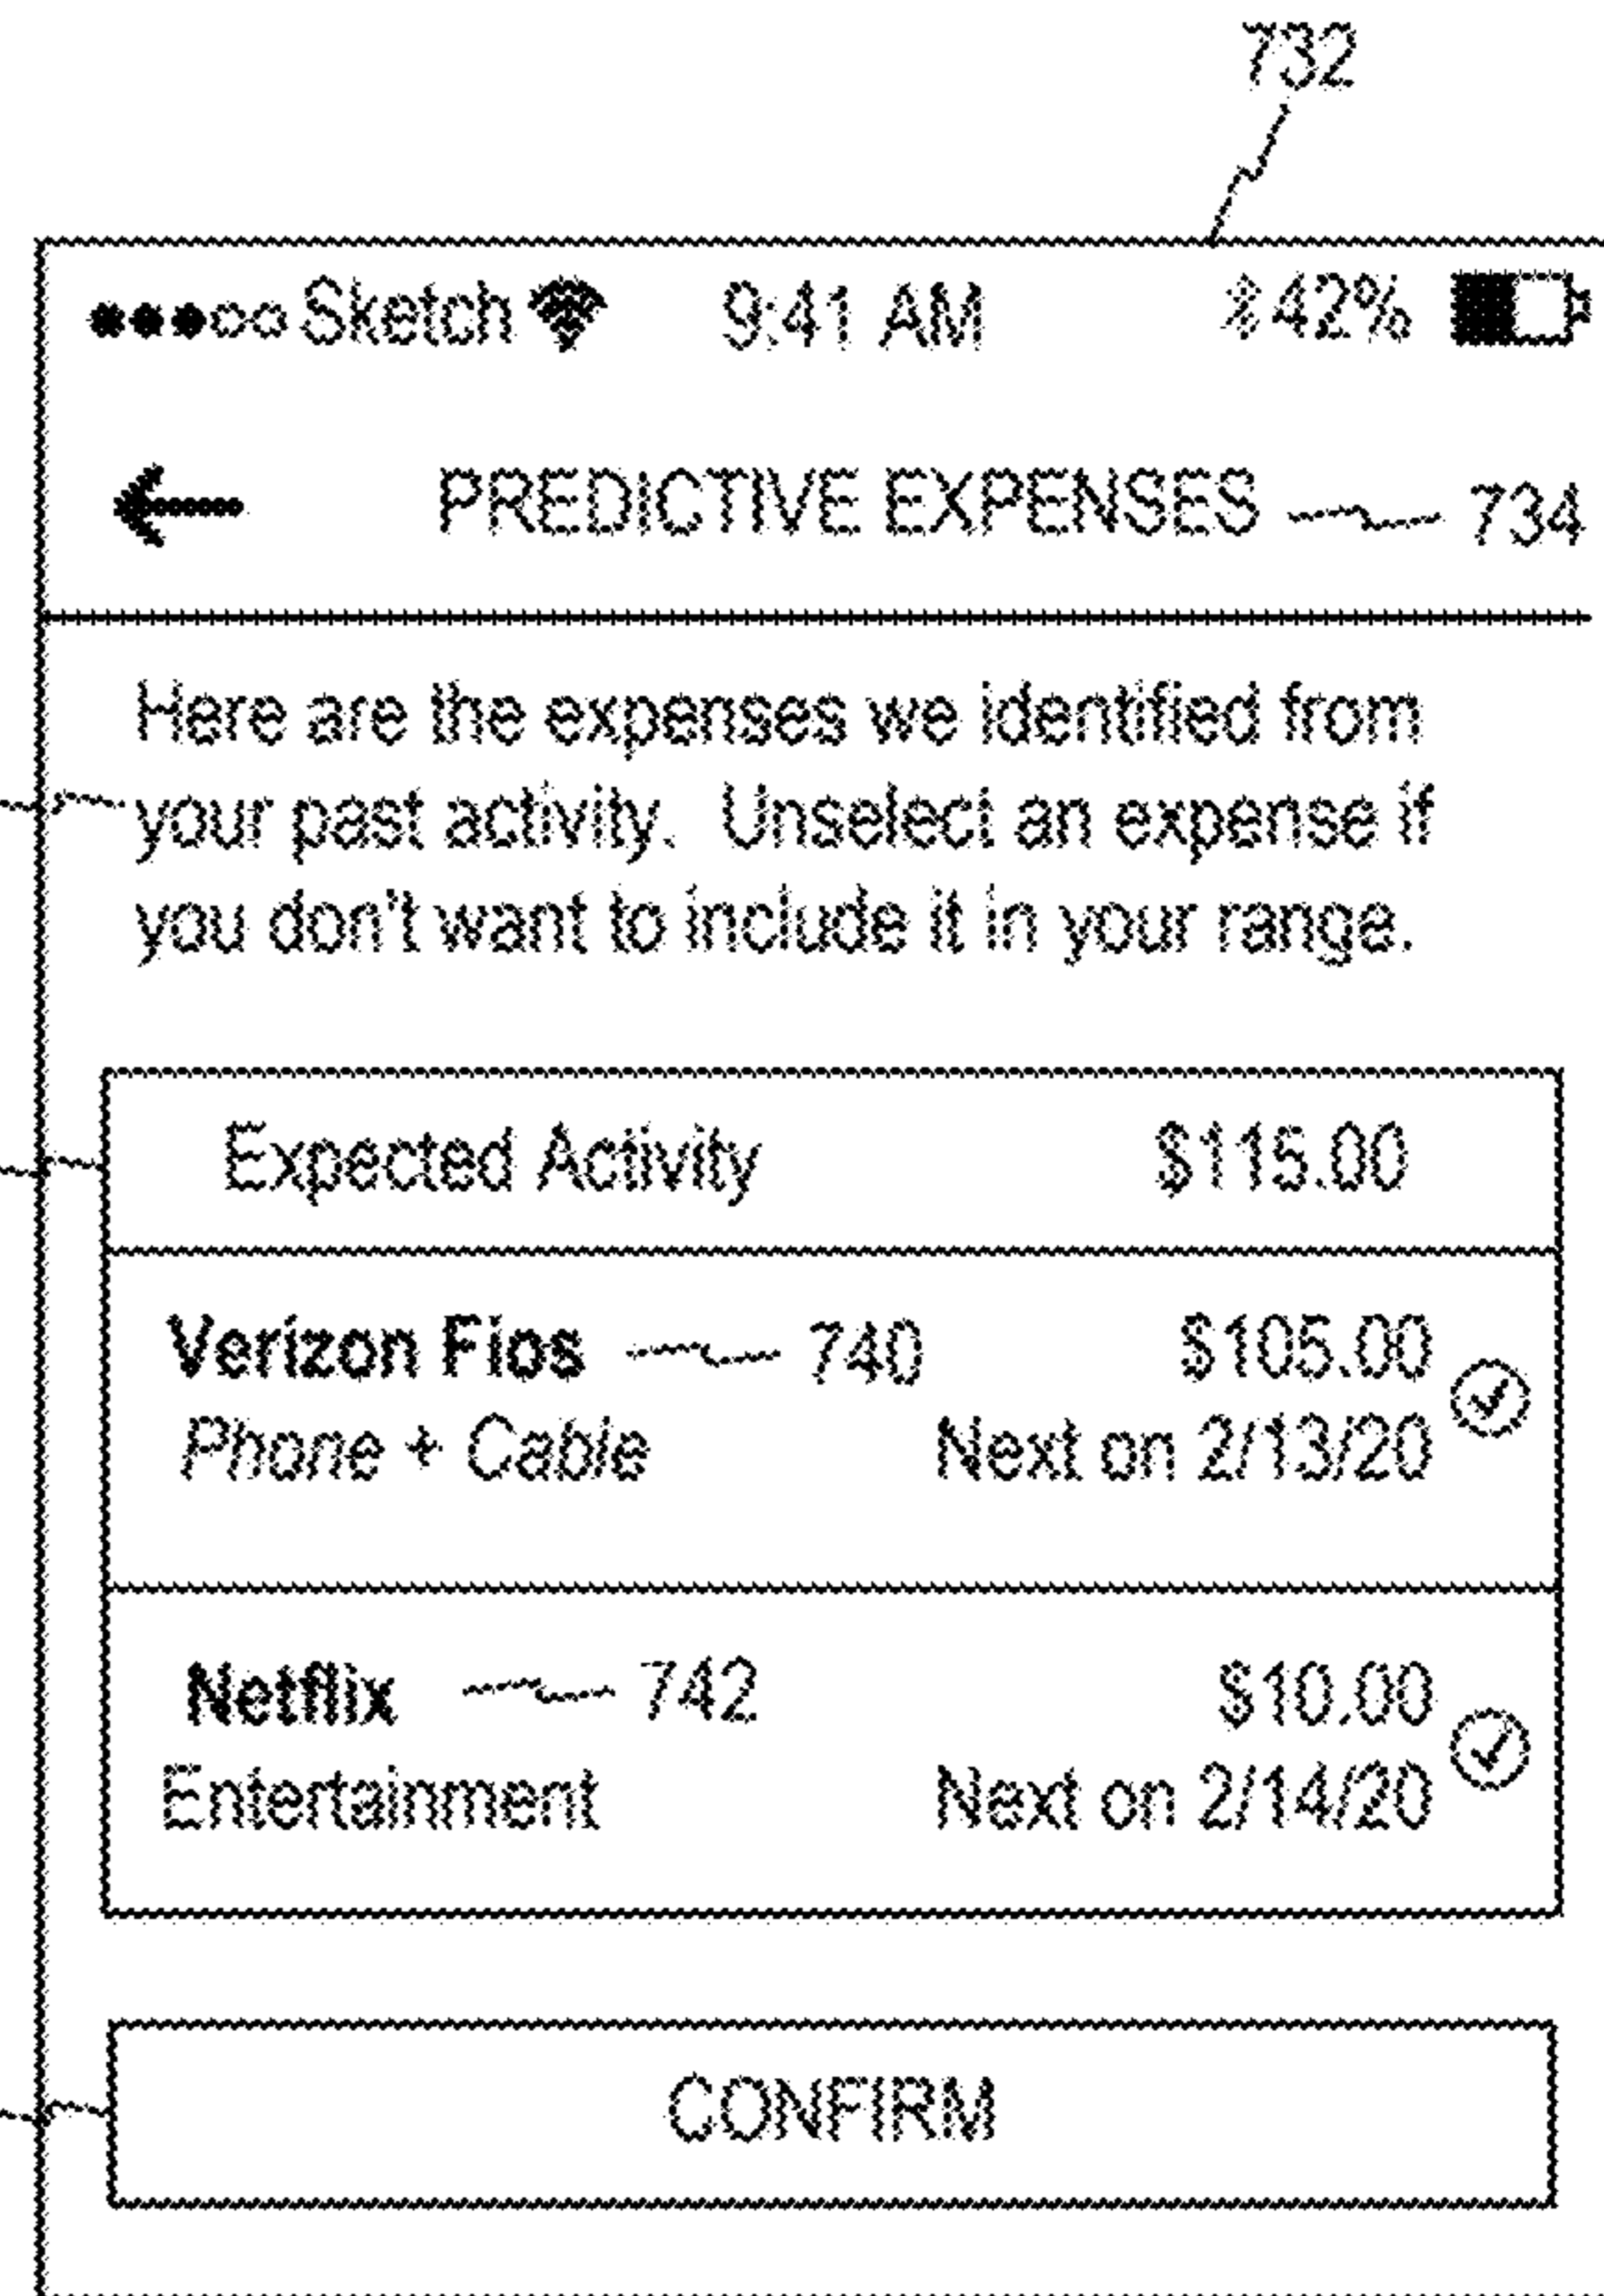 732
Sketch 9:41 AM 42%
PREDICTIVE EXPENSES 734
Here are the expenses we identified from
your past activity. Unselect an expense if
you don't want to include it in your range.
Expected Activity $115.00
Verizon Fios 740 $105.00
Phone + Cable Next on 2/13/20
Netflix 742 $10.00
Entertainment Next on 2/14/20
CONFIRM